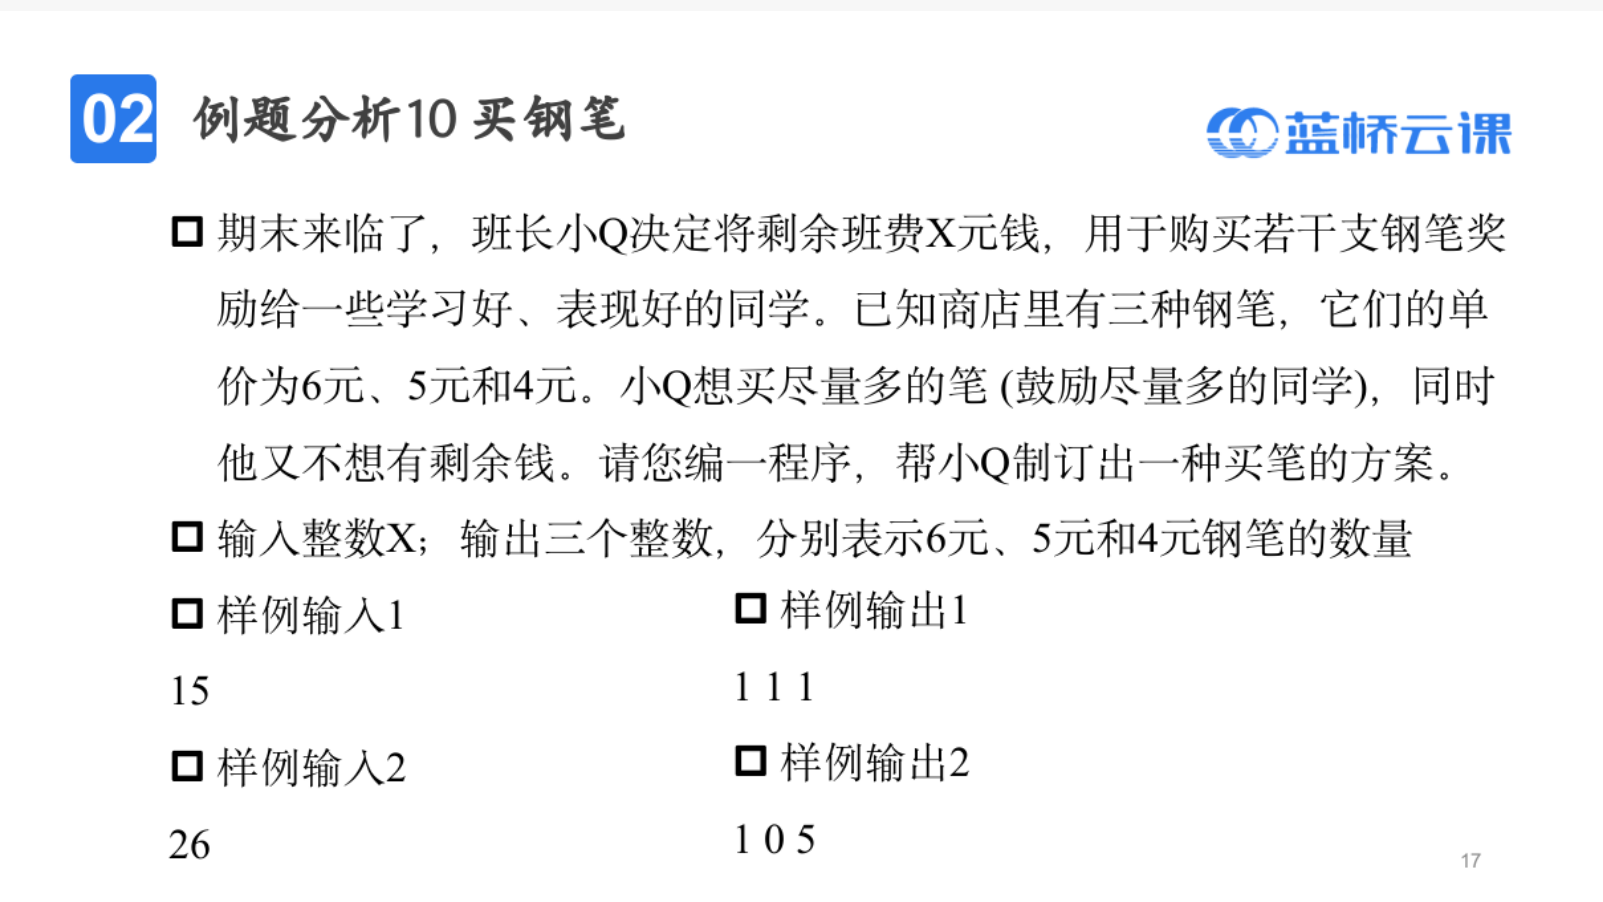 02 例题分析10 买钢笔
蓝桥云课
期末来临了，班长小Q决定将剩余班费X元钱，用于购买若干支钢笔奖
励给一些学习好、表现好的同学。已知商店里有三种钢笔，它们的单
价为6元、5元和4元。小Q想买尽量多的笔 (鼓励尽量多的同学)，同时
他又不想有剩余钱。请您编一程序，帮小Q制订出一种买笔的方案。
输入整数X；输出三个整数，分别表示6元、5元和4元钢笔的数量
样例输入1
样例输出1
15
1 1 1
样例输入2
样例输出2
26
1 0 5
17